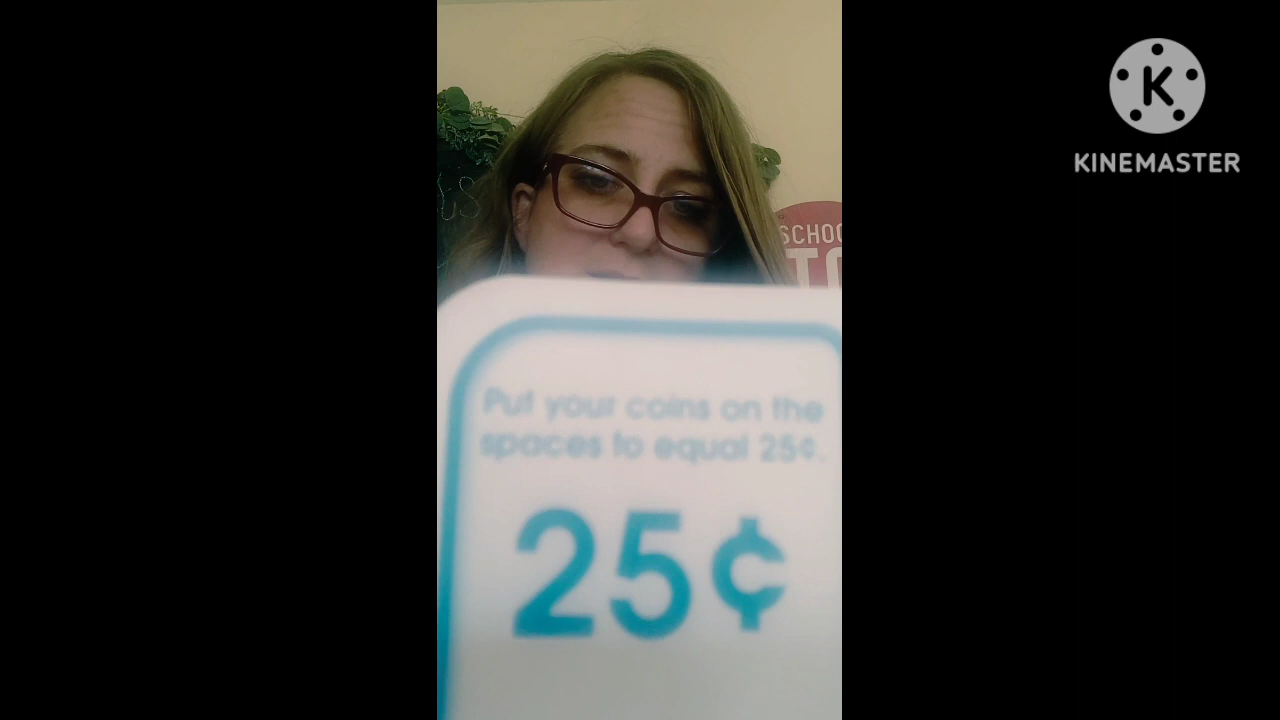 KINEMASTER
SCHOO
Put your coins on the
spaces to equal 25¢.
25¢